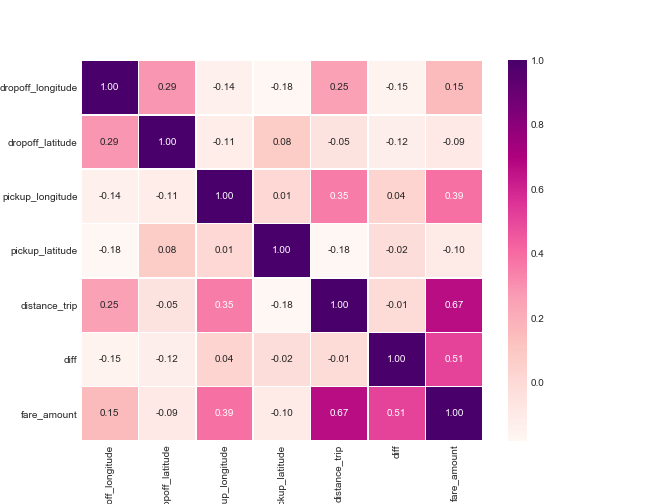 1.0
dropoff_longitude 1.00 0.29 -0.14 -0.18 0.25 -0.15 0.15
0.8
dropoff_latitude 0.29 1.00 -0.11 0.08 -0.05 -0.12 -0.09
0.6
pickup_longitude -0.14 -0.11 1.00 0.01 0.35 0.04 0.39
0.4
pickup_latitude -0.18 0.08 0.01 1.00 -0.18 -0.02 -0.10
distance_trip 0.25 -0.05 0.35 -0.18 1.00 -0.01 0.67
0.2
diff -0.15 -0.12 0.04 -0.02 -0.01 1.00 0.51
0.0
fare_amount 0.15 -0.09 0.39 -0.10 0.67 0.51 1.00
off_longitude
opoff_latitude
up_longitude
ckup_latitude
distance_trip
diff
fare_amount